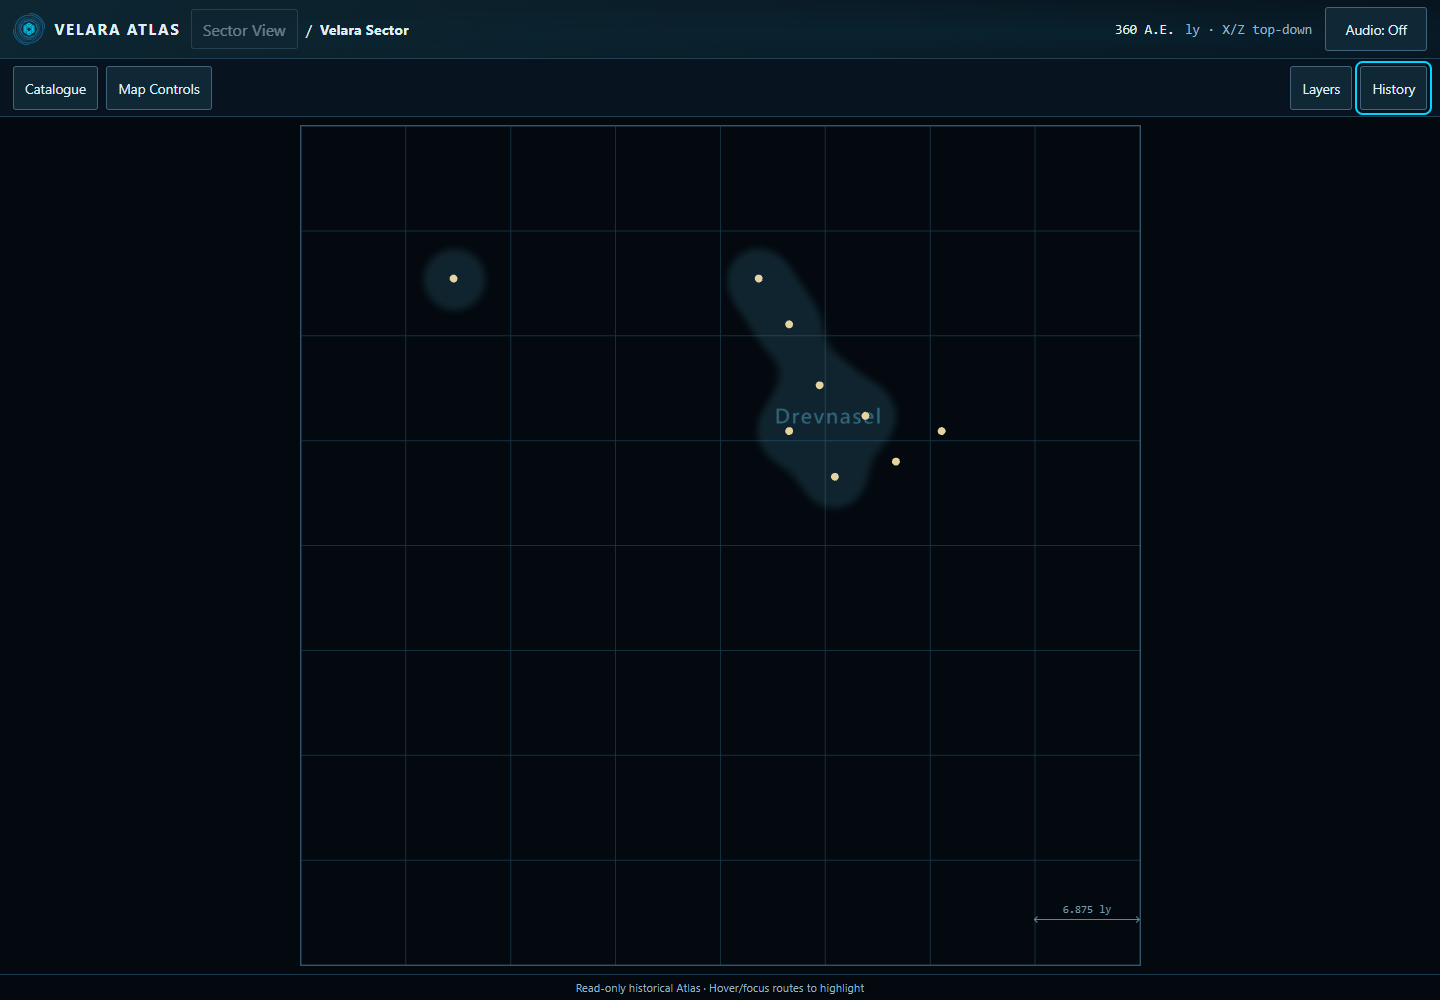 VELARA ATLAS
Sector View
/ Velara Sector
360 A.E. ly · X/Z top-down
Audio: Off
Catalogue
Map Controls
Layers
History
Drevnasel
6.875 ly
Read-only historical Atlas · Hover/focus routes to highlight